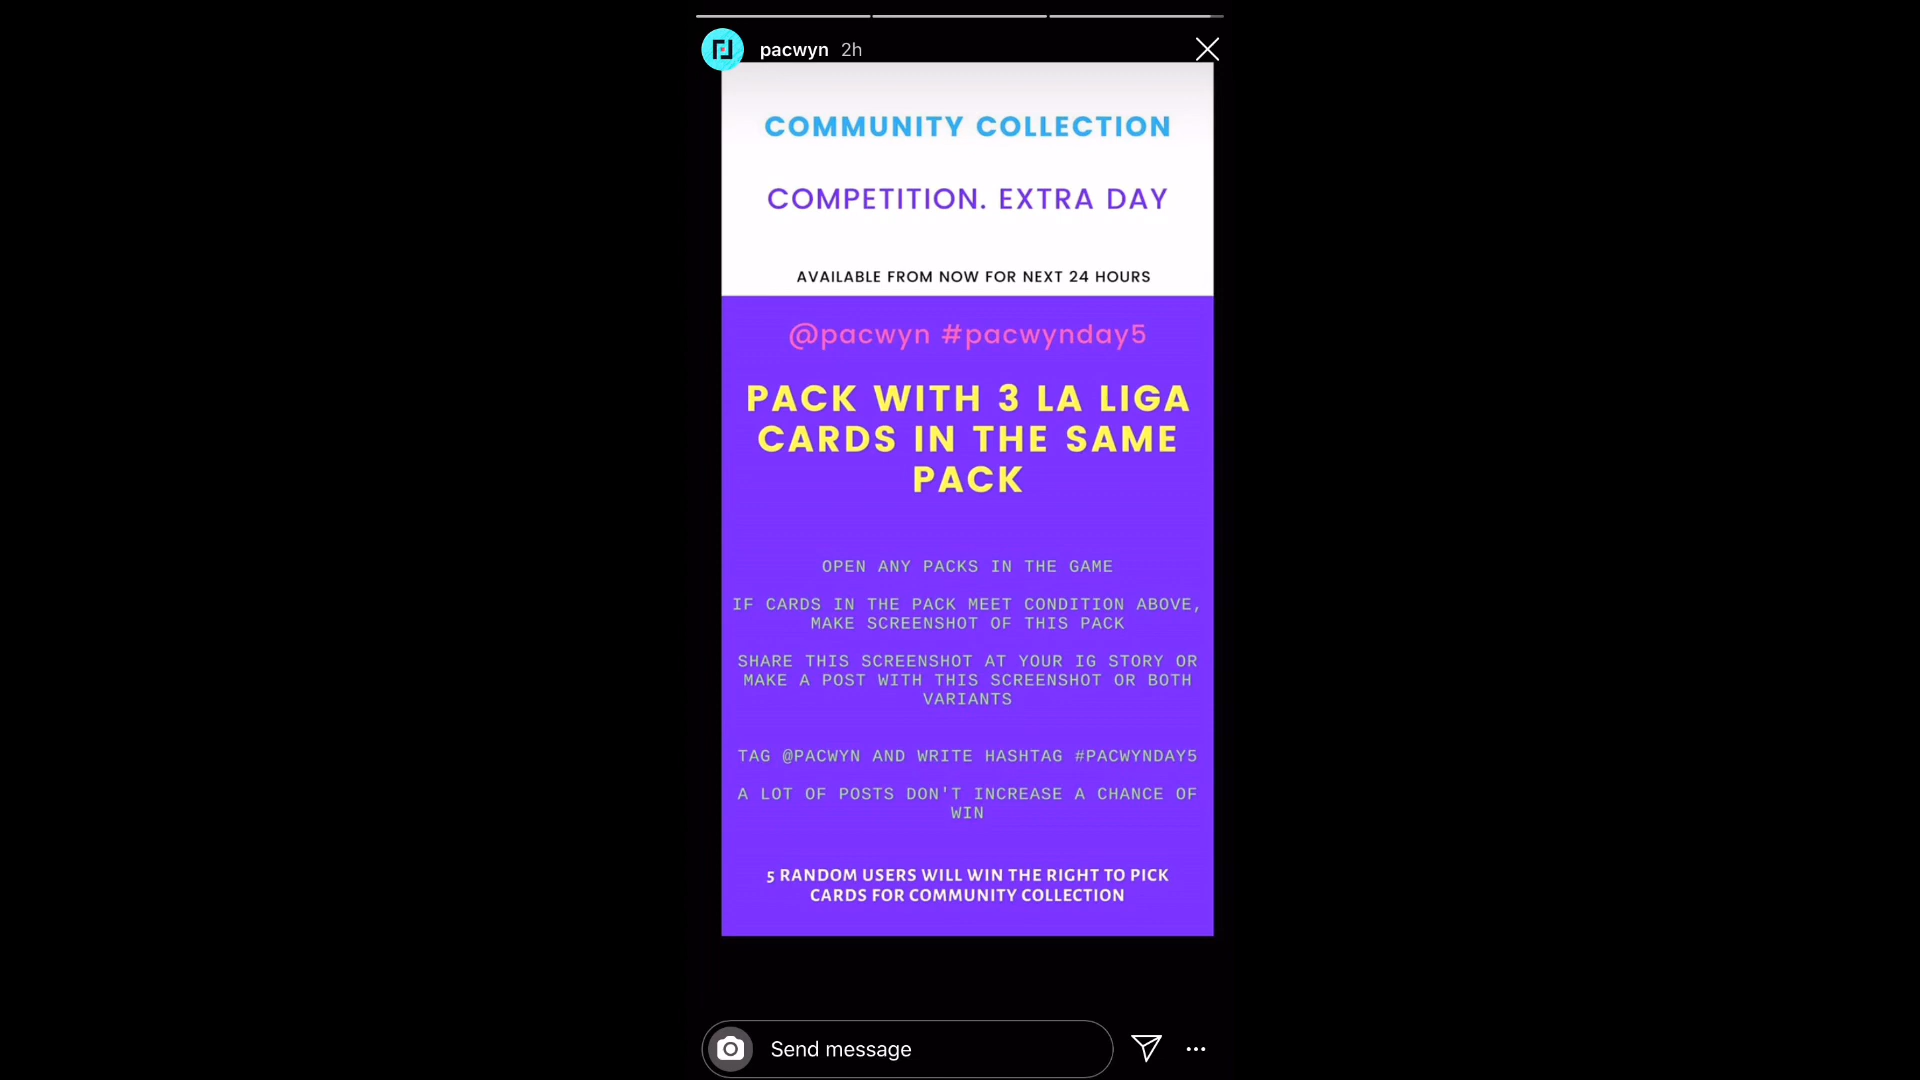 pacwyn 2h
COMMUNITY COLLECTION
COMPETITION. EXTRA DAY
AVAILABLE FROM NOW FOR NEXT 24 HOURS
@pacwyn #pacwynday5
PACK WITH 3 LA LIGA
CARDS IN THE SAME
PACK
OPEN ANY PACKS IN THE GAME
IF CARDS IN THE PACK MEET CONDITION ABOVE,
MAKE SCREENSHOT OF THIS PACK
SHARE THIS SCREENSHOT AT YOUR IG STORY OR
MAKE A POST WITH THIS SCREENSHOT OR BOTH
VARIANTS
TAG @PACWYN AND WRITE HASHTAG #PACWYNDAY5
A LOT OF POSTS DON'T INCREASE A CHANCE OF
WIN
5 RANDOM USERS WILL WIN THE RIGHT TO PICK
CARDS FOR COMMUNITY COLLECTION
Send message